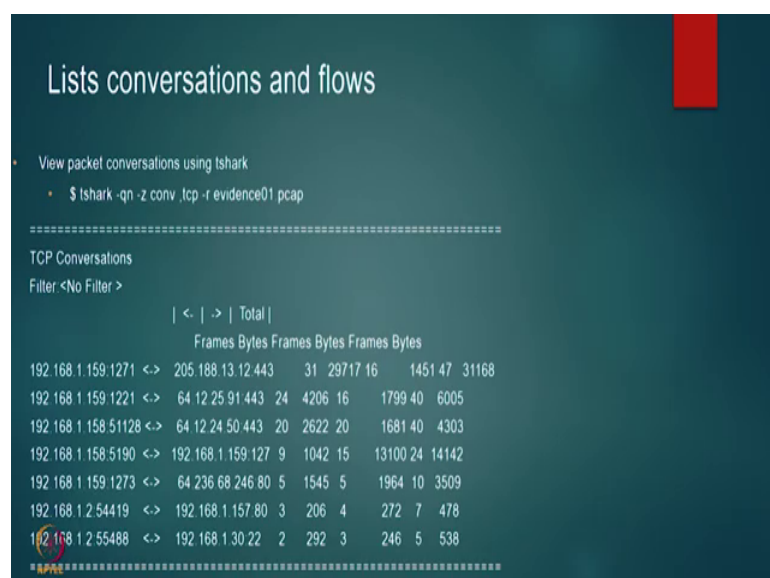 Lists conversations and flows
• View packet conversations using tshark
• $ tshark -qn -z conv ,tcp -r evidence01.pcap
===================================================================
TCP Conversations
Filter:<No Filter >
| <- | -> | Total |
Frames Bytes Frames Bytes Frames Bytes
192.168.1.159:1271 <-> 205.188.13.12:443 31 29717 16 1451 47 31168
192.168.1.159:1221 <-> 64.12.25.91:443 24 4206 16 1799 40 6005
192.168.1.158:51128 <-> 64.12.24.50:443 20 2622 20 1681 40 4303
192.168.1.158:5190 <-> 192.168.1.159:127 9 1042 15 13100 24 14142
192.168.1.159:1273 <-> 64.236.68.246:80 5 1545 5 1964 10 3509
192.168.1.2:54419 <-> 192.168.1.157:80 3 206 4 272 7 478
192.168.1.2:55488 <-> 192.168.1.30:22 2 292 3 246 5 538
===================================================================
NPTEL